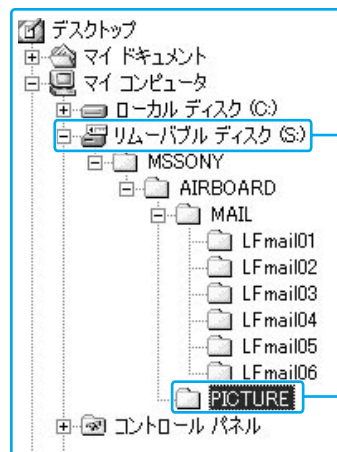 デスクトップ
マイ ドキュメント
マイ コンピュータ
ローカル ディスク (C:)
リムーバブル ディスク (S:)
MSSONY
AIRBOARD
MAIL
LFmail01
LFmail02
LFmail03
LFmail04
LFmail05
LFmail06
PICTURE
コントロール パネル